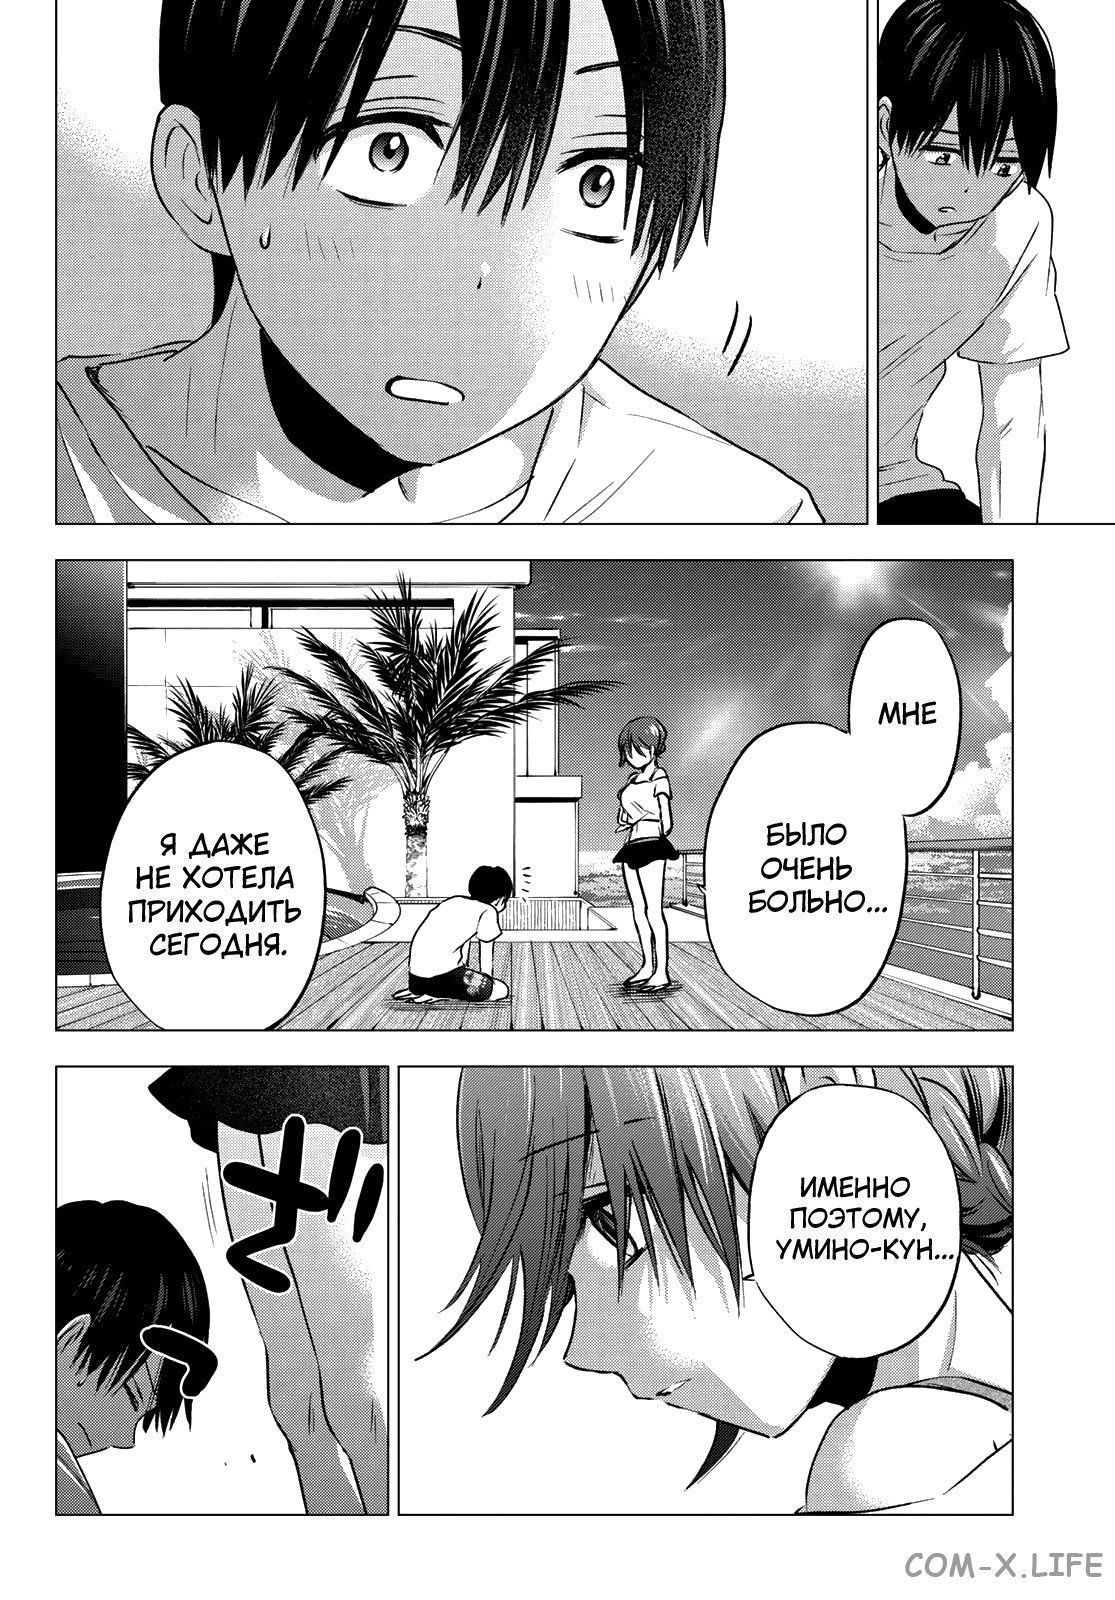 МНЕ
БЫЛО
ОЧЕНЬ
БОЛЬНО...
Я ДАЖЕ
НЕ ХОТЕЛА
ПРИХОДИТЬ
СЕГОДНЯ.
ИМЕННО
ПОЭТОМУ,
УМИНО-КУН...
COM-X.LIFE